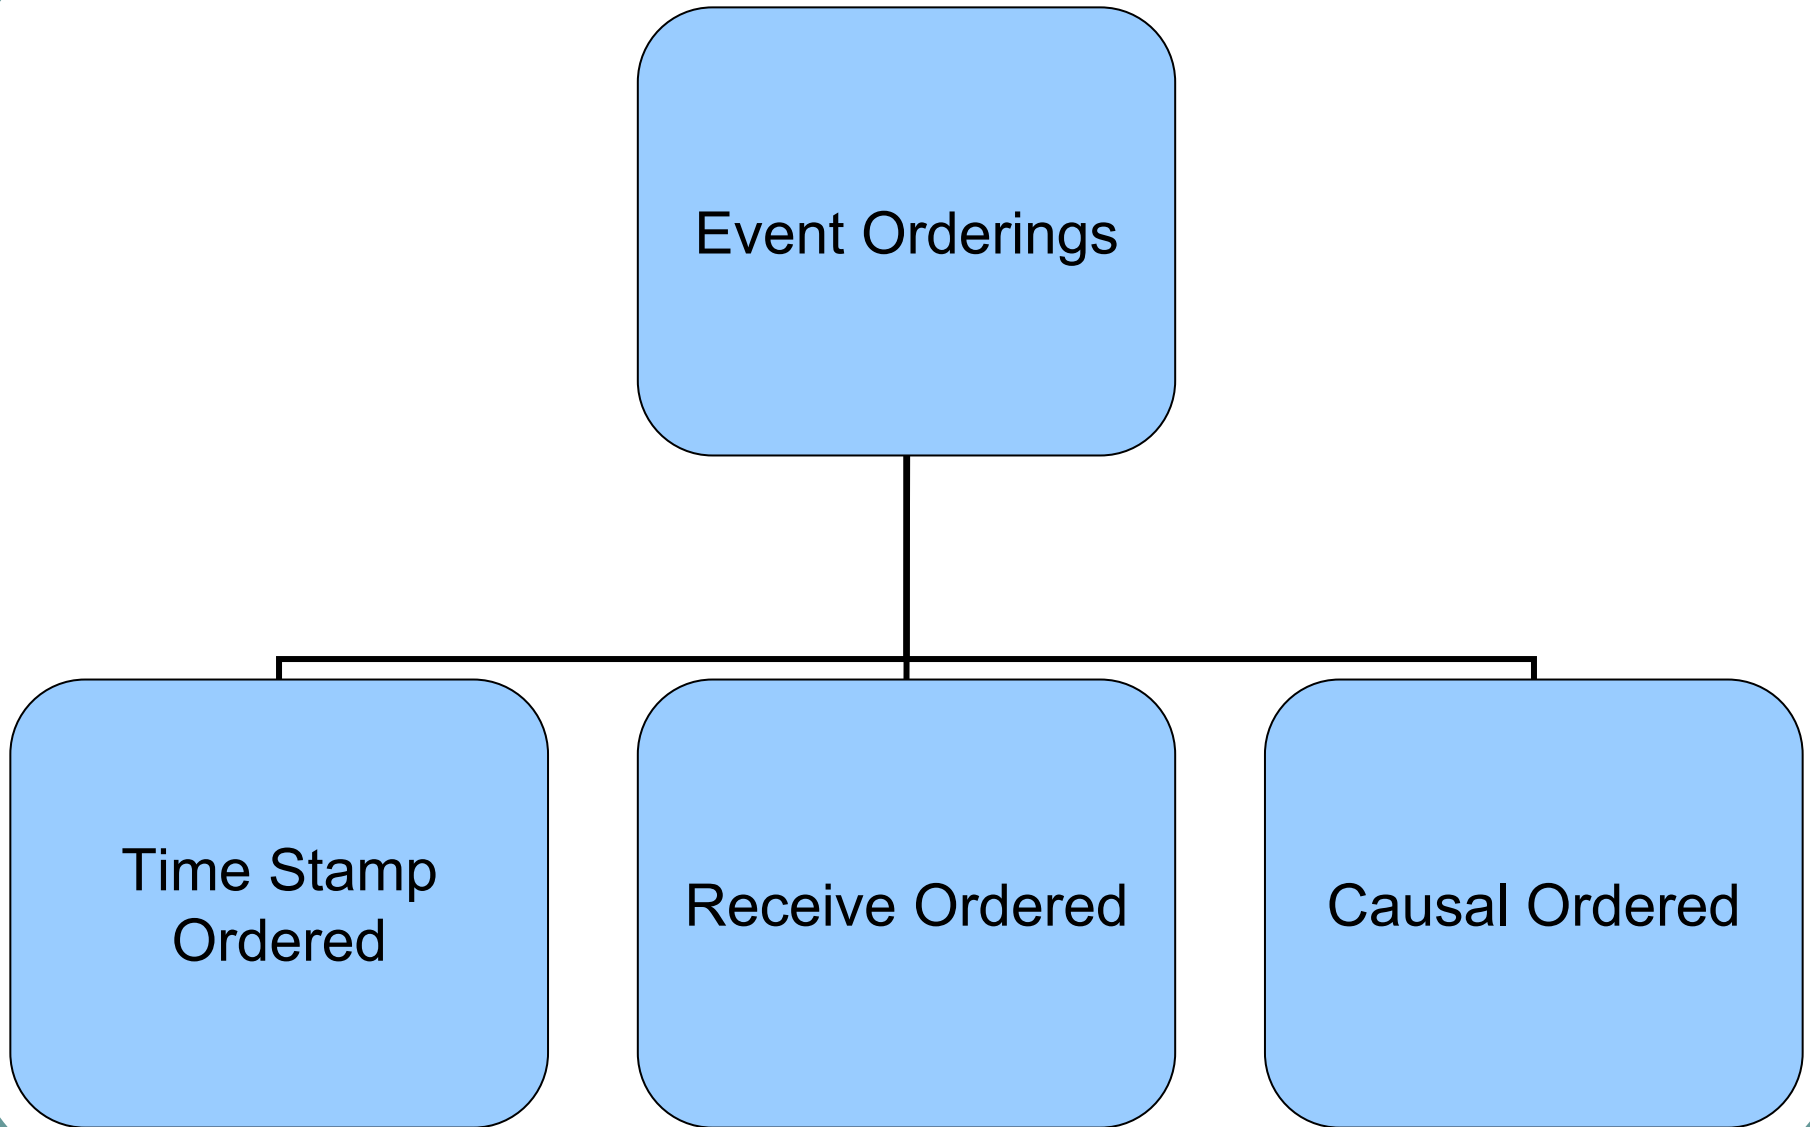 Event Orderings
Time Stamp
Ordered
Receive Ordered
Causal Ordered